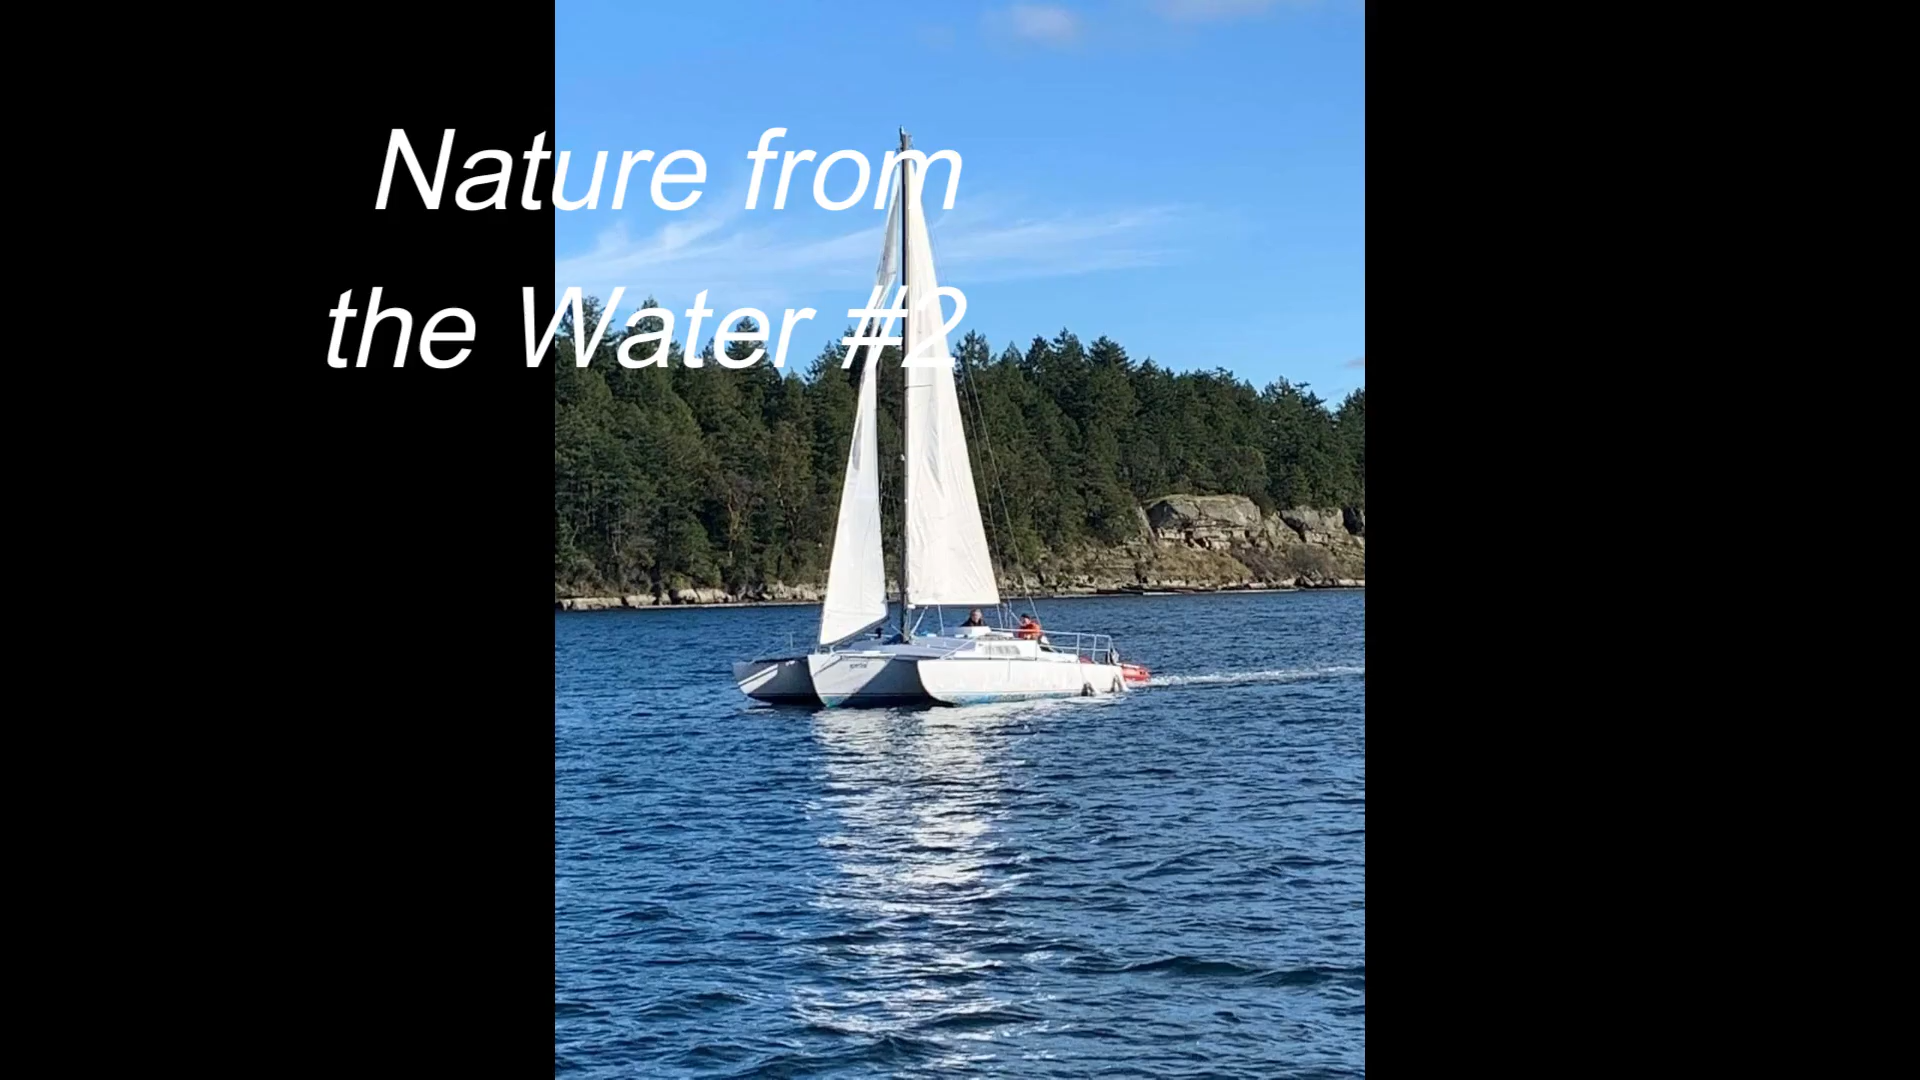 Nature from
the Water #2